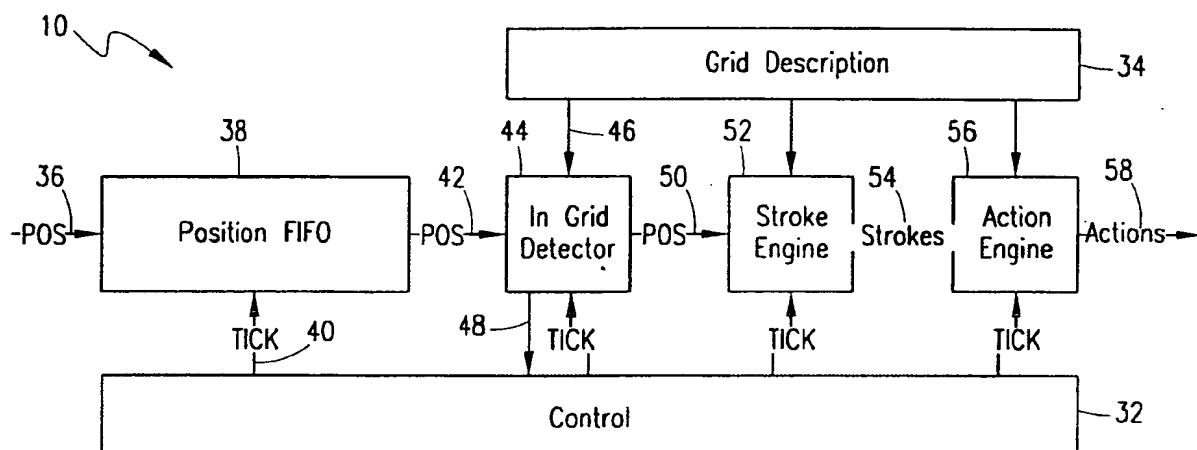 10
Grid Description
34
38
44
46
52
56
36
42
50
54
58
POS
Position FIFO
POS
In Grid
Detector
POS
Stroke
Engine
Strokes
Action
Engine
Actions
TICK
40
48
TICK
TICK
TICK
Control
32